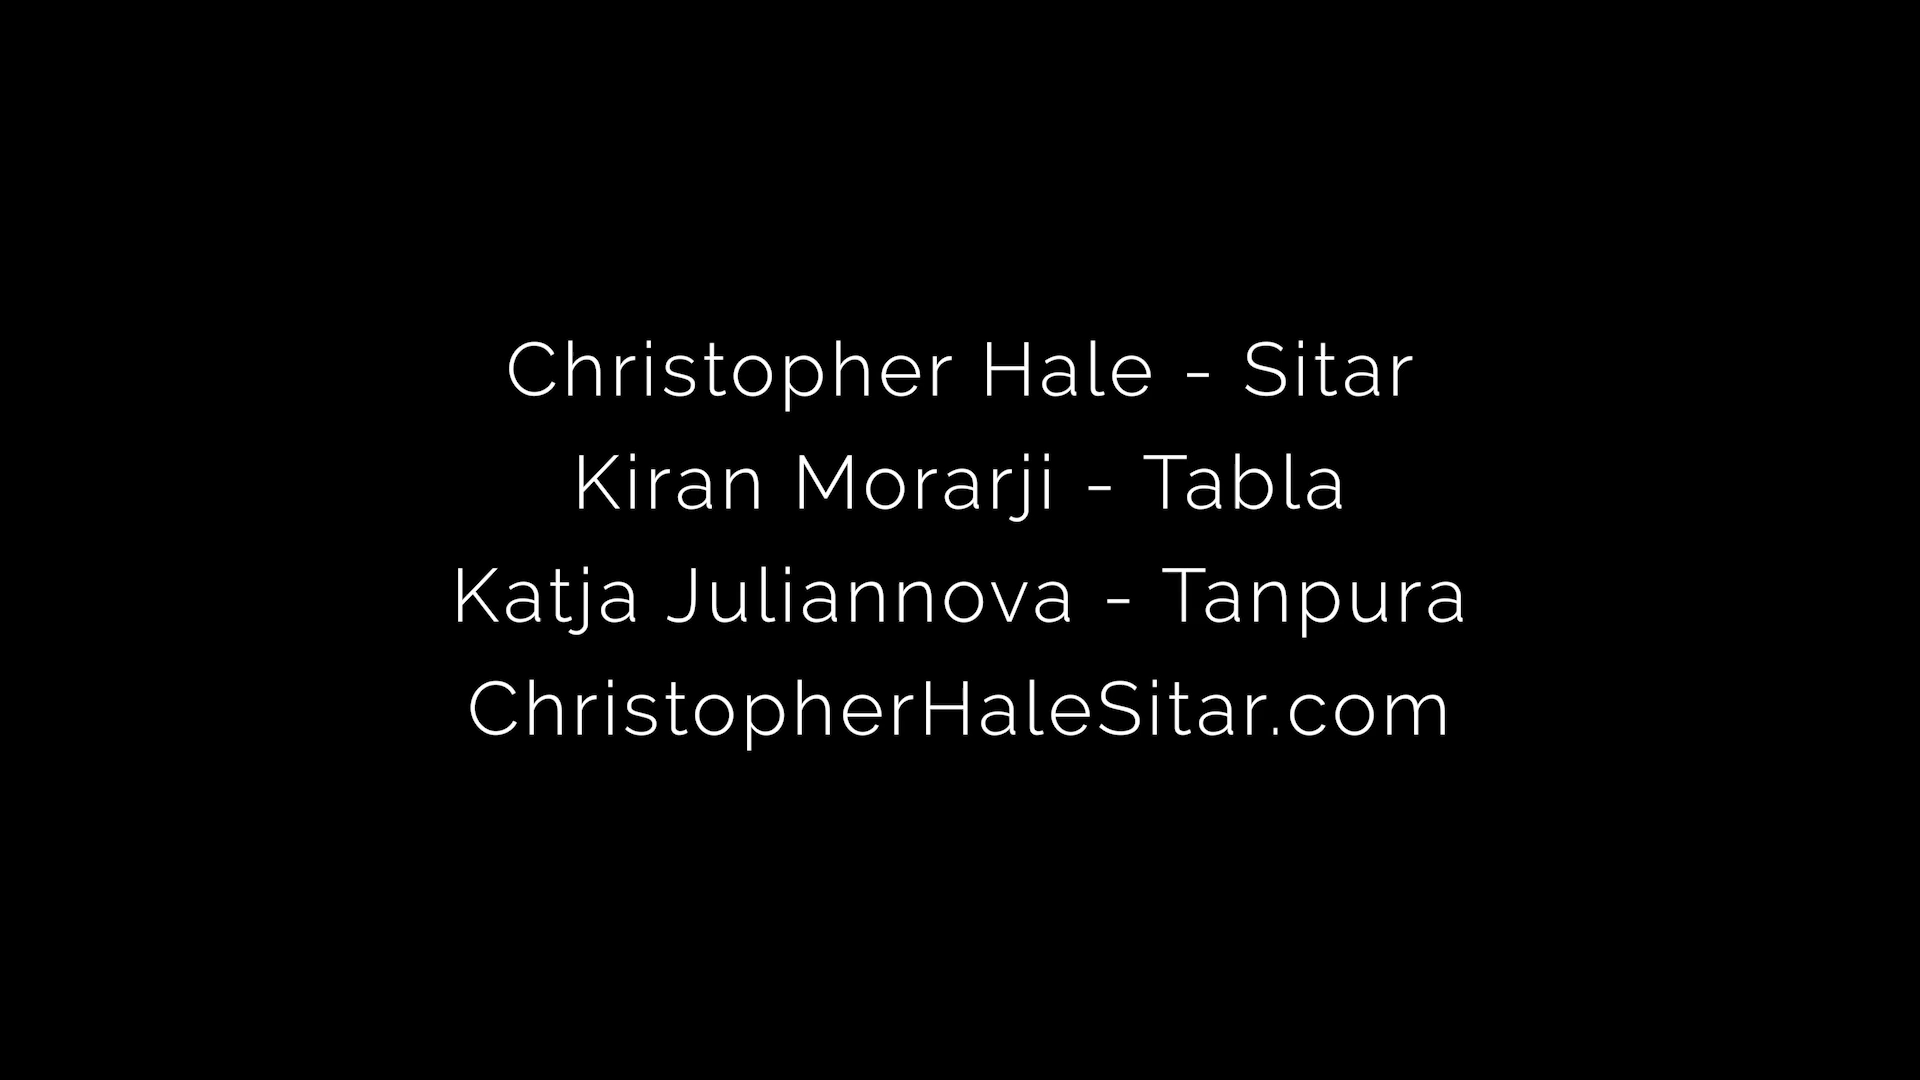 Christopher Hale - Sitar
Kiran Morarji - Tabla
Katja Juliannova - Tanpura
ChristopherHaleSitar.com